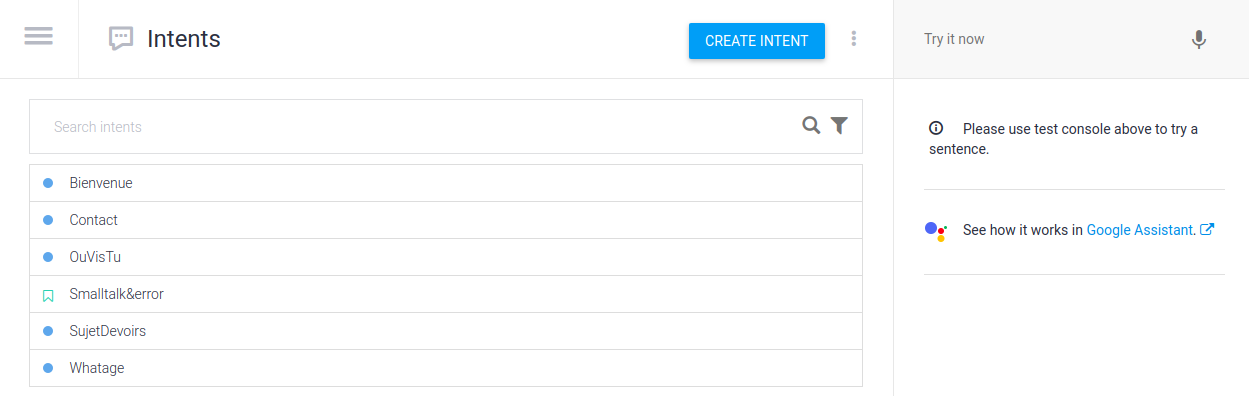 Intents
CREATE INTENT
Try it now
Search intents
Bienvenue
Contact
OuVisTu
Smalltalk&error
SujetDevoirs
Whatage
Please use test console above to try a
sentence.
See how it works in Google Assistant.